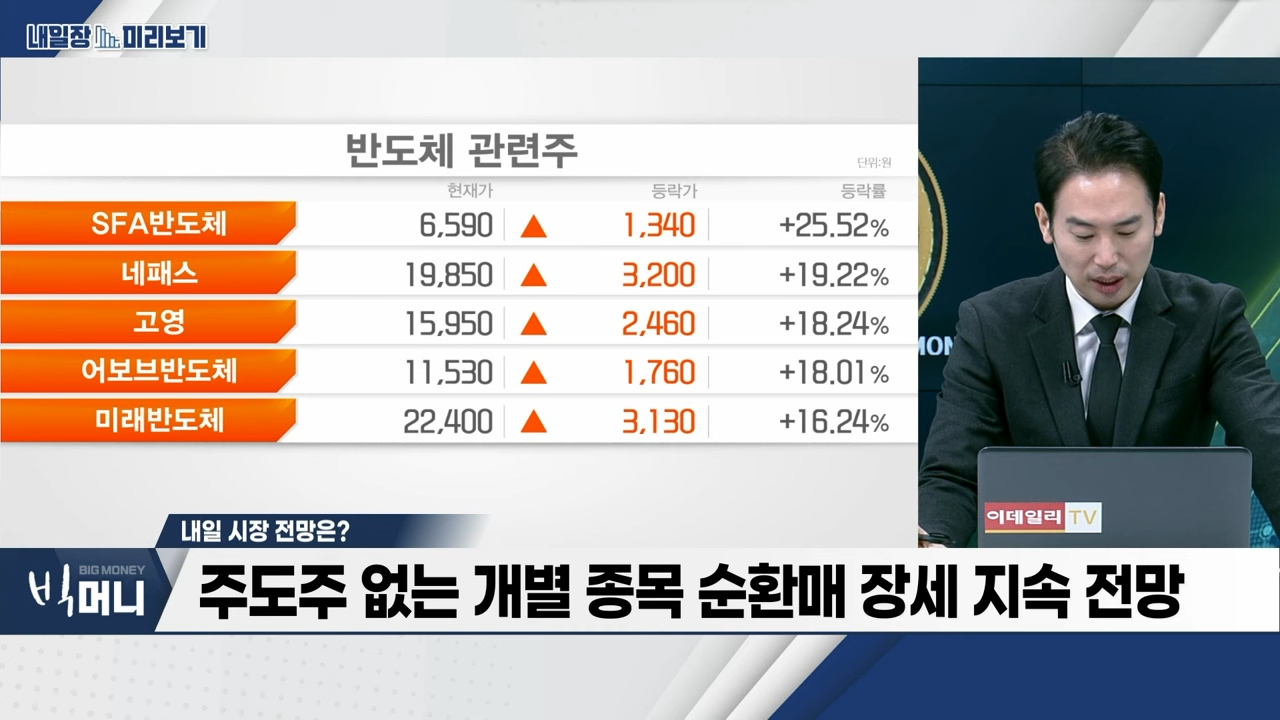 내일장 미리보기
반도체 관련주
단위:원
현재가 등락가 등락률
SFA반도체 6,590 ▲ 1,340 +25.52%
네패스 19,850 ▲ 3,200 +19.22%
고영 15,950 ▲ 2,460 +18.24%
어보브반도체 11,530 ▲ 1,760 +18.01%
미래반도체 22,400 ▲ 3,130 +16.24%
이데일리TV
내일 시장 전망은?
BIG MONEY
빅머니
주도주 없는 개별 종목 순환매 장세 지속 전망